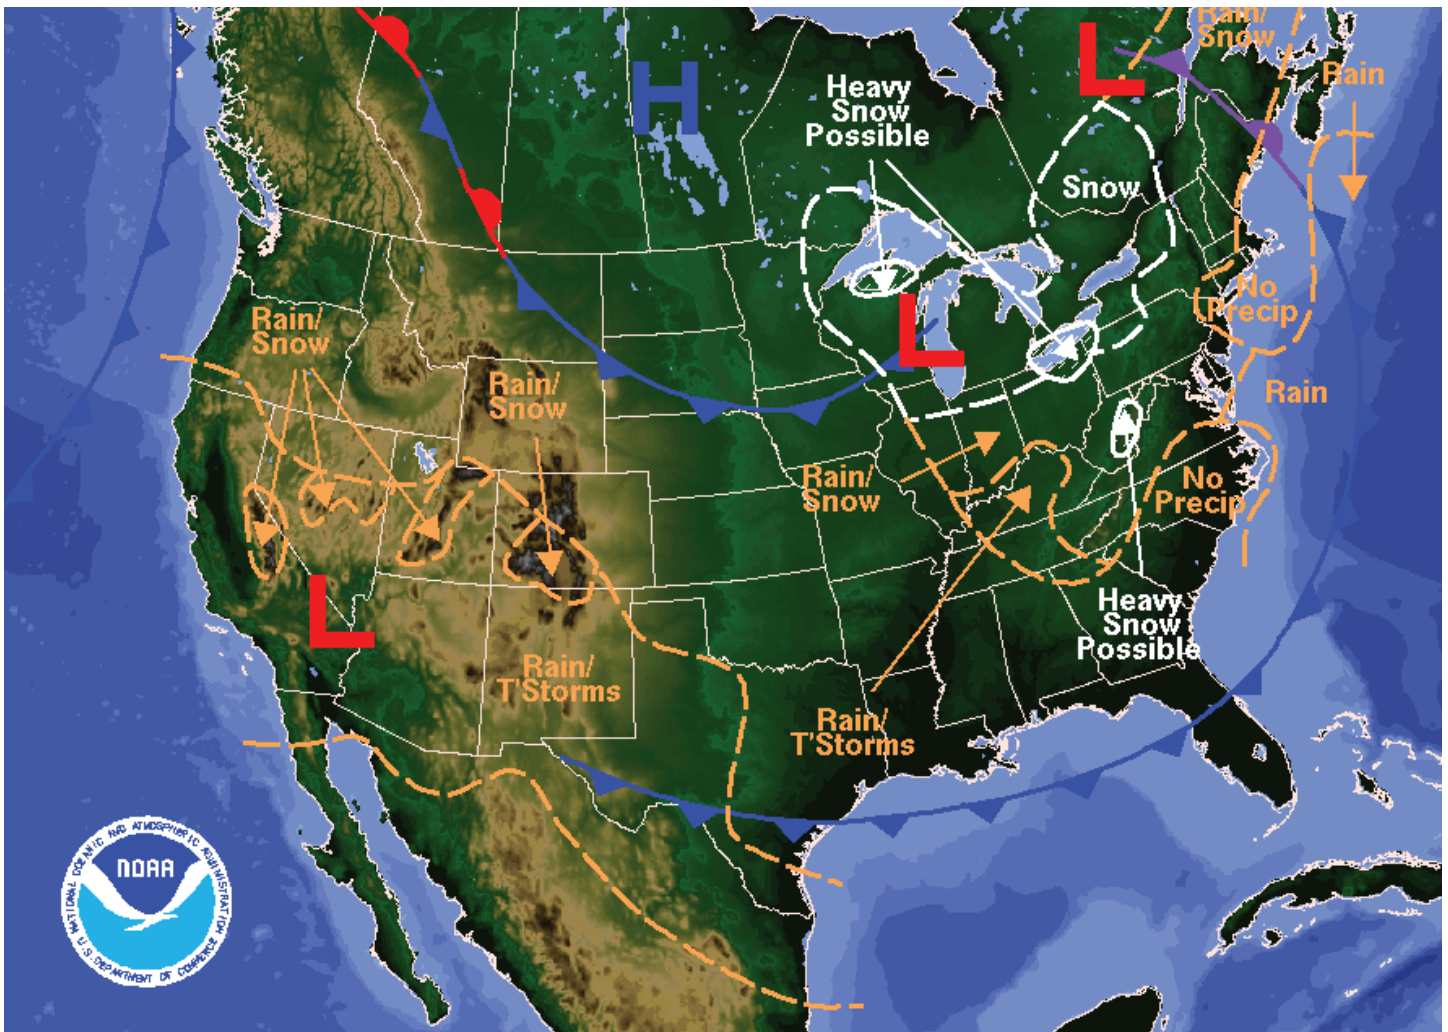 Rain/
Snow
Rain
H
L
Heavy
Snow
Possible
Snow
No
Precip
Rain/
Snow
L
Rain/
Snow
Rain
Rain/
Snow
No
Precip
L
Heavy
Snow
Possible
Rain/
T'Storms
Rain/
T'Storms
NATIONAL OCEANIC AND ATMOSPHERIC ADMINISTRATION
NOAA
U.S. DEPARTMENT OF COMMERCE